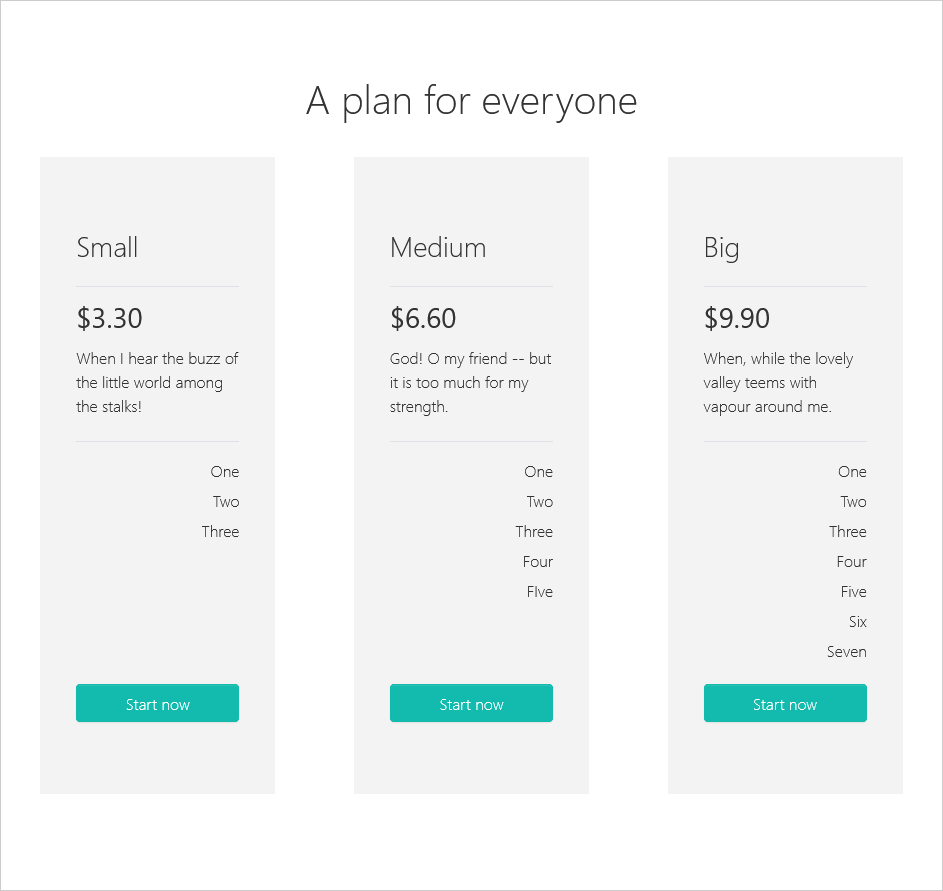 A plan for everyone
Small
$3.30
When I hear the buzz of
the little world among
the stalks!
One
Two
Three
Start now
Medium
$6.60
God! O my friend -- but
it is too much for my
strength.
One
Two
Three
Four
FIve
Start now
Big
$9.90
When, while the lovely
valley teems with
vapour around me.
One
Two
Three
Four
Five
Six
Seven
Start now